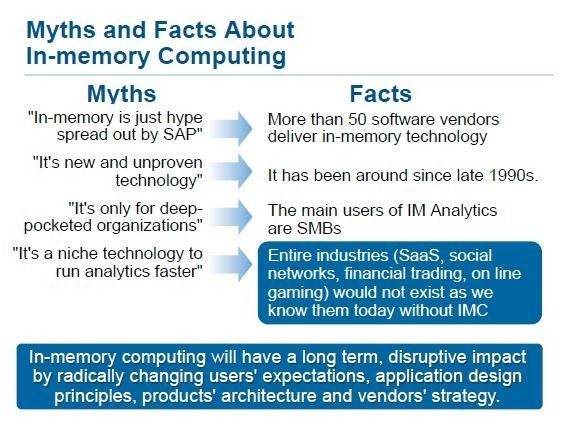 Myths and Facts About
In-memory Computing
Myths
Facts
"In-memory is just hype
spread out by SAP"
More than 50 software vendors
deliver in-memory technology
"It's new and unproven
technology"
It has been around since late 1990s.
"It's only for deep-
pocketed organizations"
The main users of IM Analytics
are SMBs
"It's a niche technology to
run analytics faster"
Entire industries (SaaS, social
networks, financial trading, on line
gaming) would not exist as we
know them today without IMC
In-memory computing will have a long term, disruptive impact
by radically changing users' expectations, application design
principles, products' architecture and vendors' strategy.